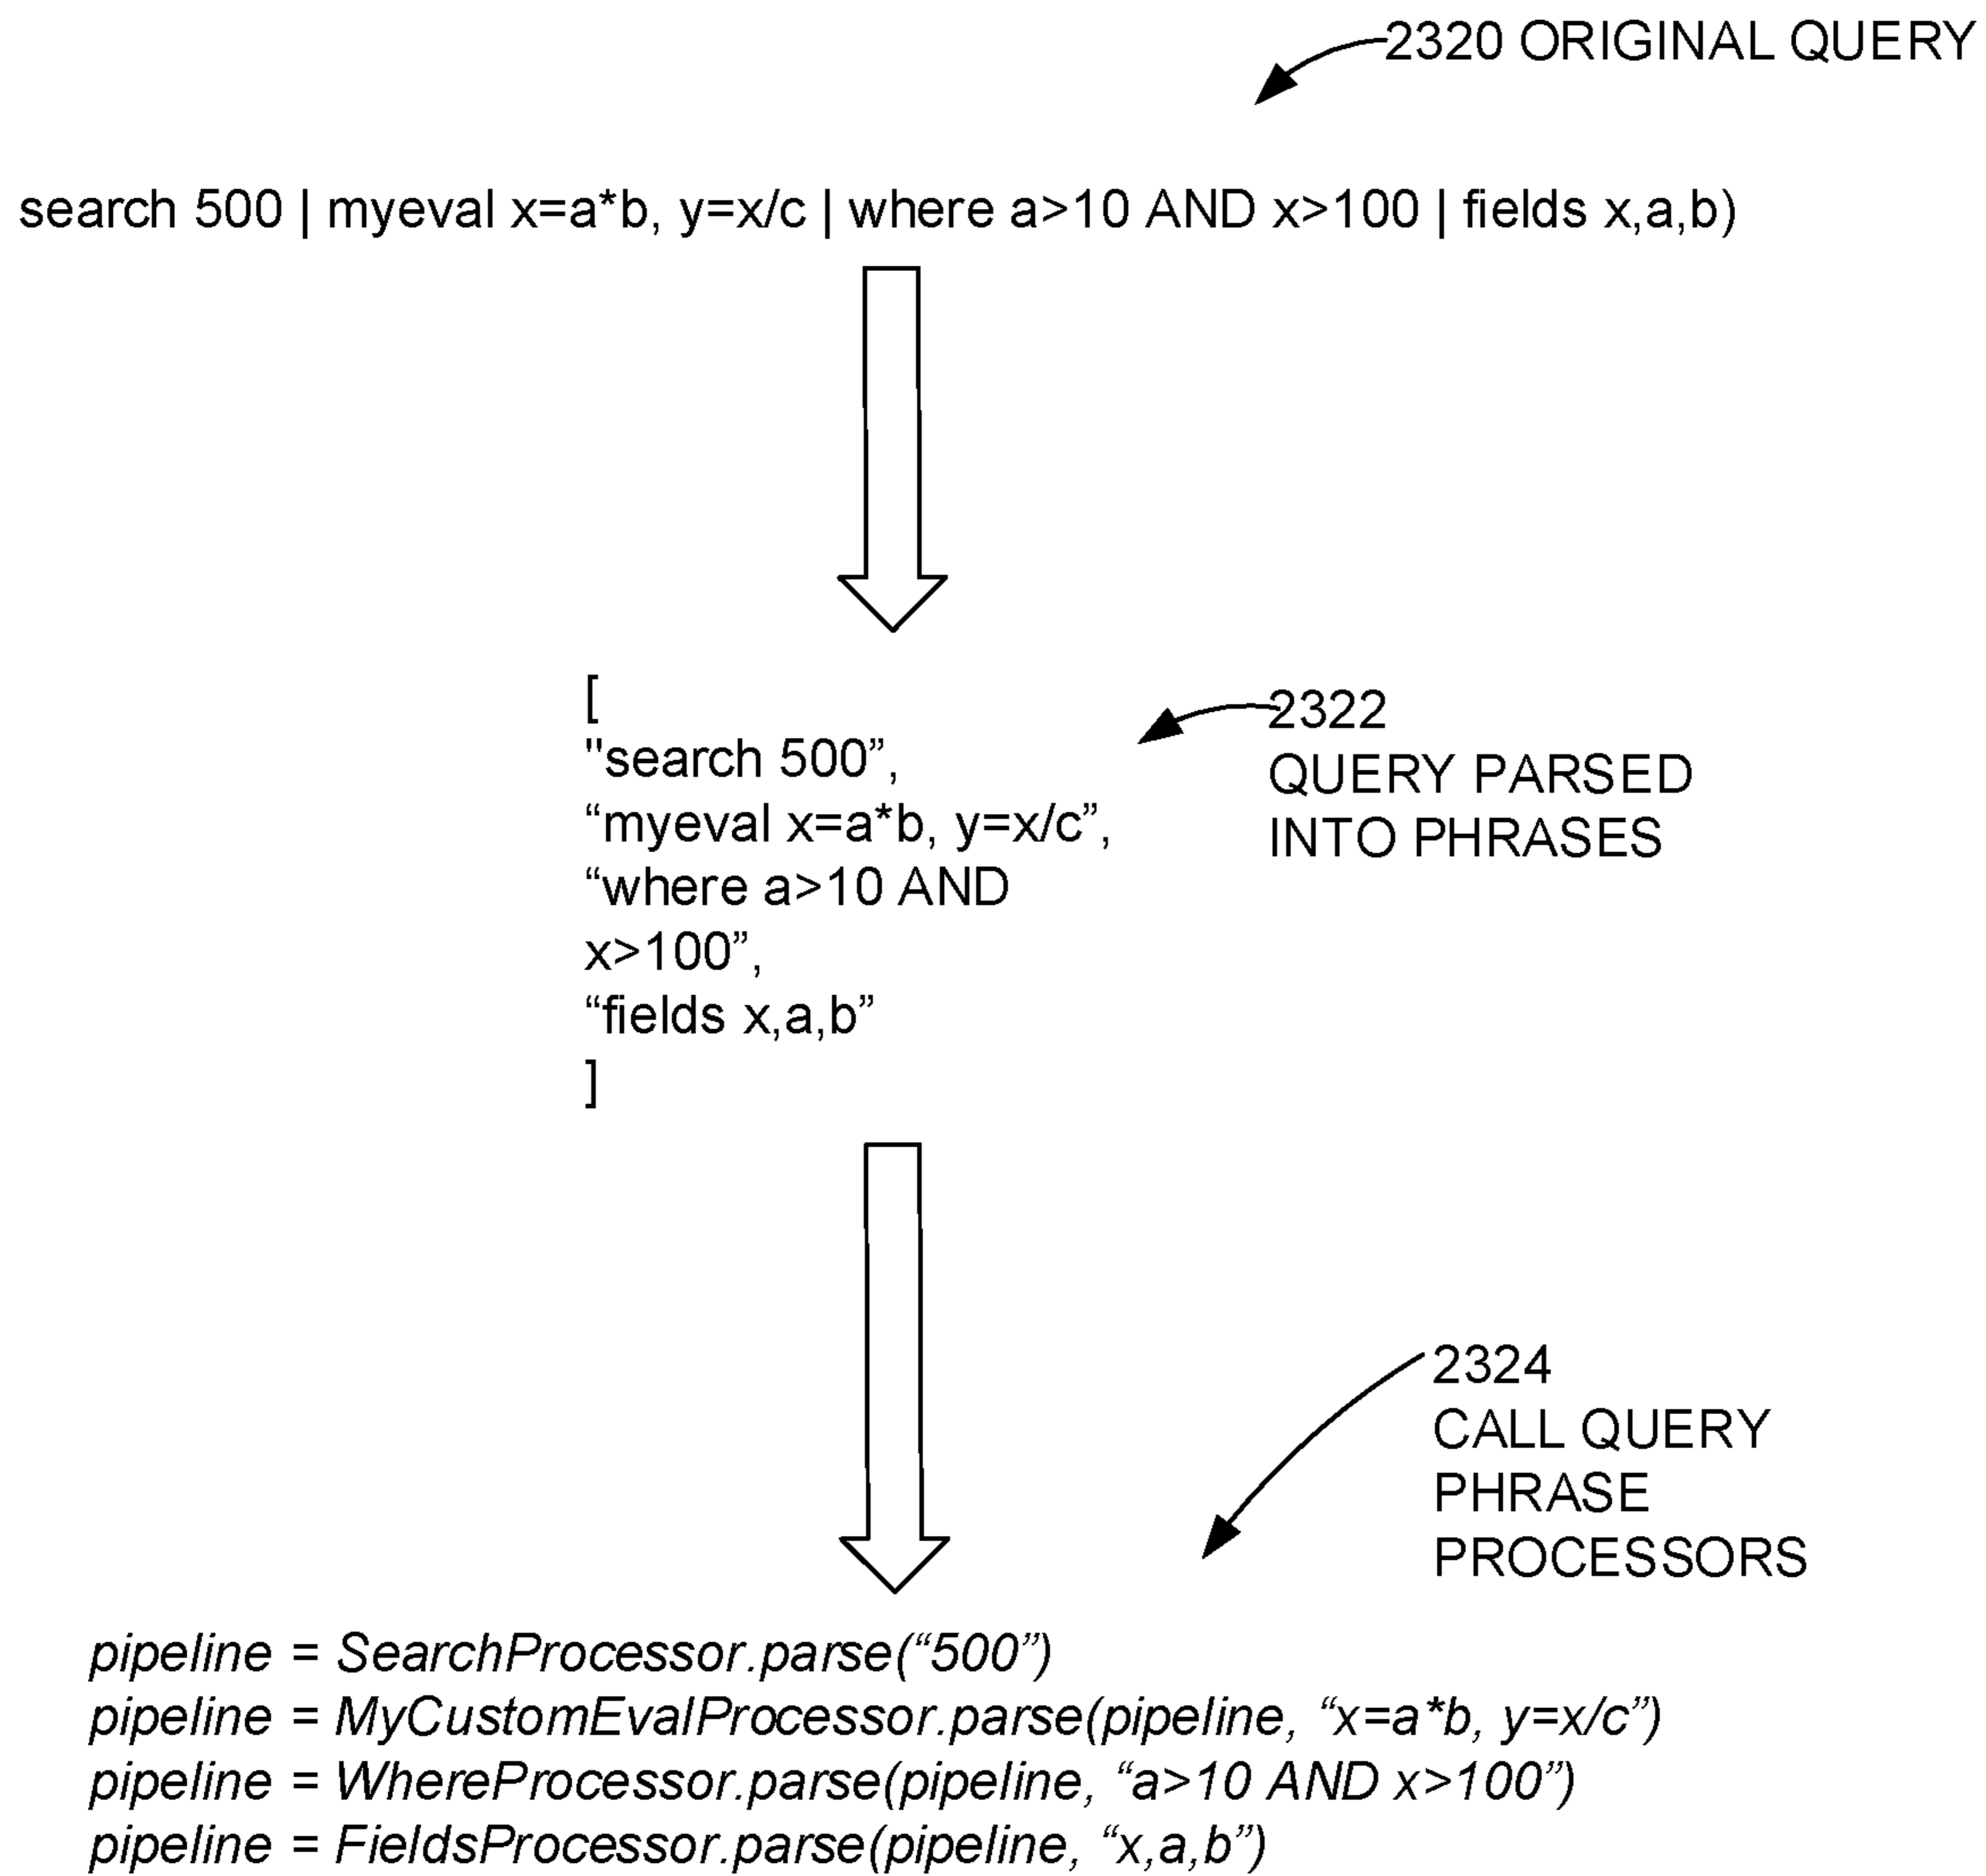 2320 ORIGINAL QUERY
search 500 | myeval x=a*b, y=x/c | where a>10 AND x>100 | fields x,a,b)
[
"search 500”,
“myeval x=a*b, y=x/c”,
“where a>10 AND
x>100”,
“fields x,a,b”
]
2322
QUERY PARSED
INTO PHRASES
2324
CALL QUERY
PHRASE
PROCESSORS
pipeline = SearchProcessor.parse(“500”)
pipeline = MyCustomEvalProcessor.parse(pipeline, “x=a*b, y=x/c”)
pipeline = WhereProcessor.parse(pipeline, “a>10 AND x>100”)
pipeline = FieldsProcessor.parse(pipeline, “x,a,b”)